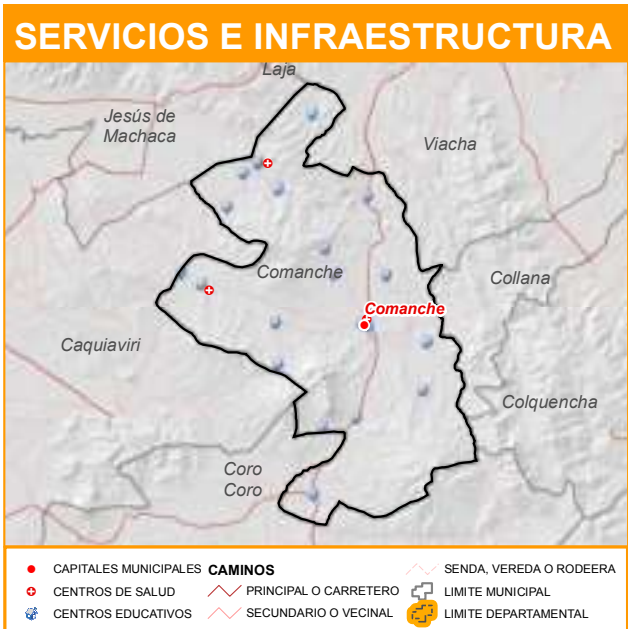 SERVICIOS E INFRAESTRUCTURA
Laja
Jesús de
Machaca
Viacha
Comanche
Collana
Comanche
Caquiaviri
Colquencha
Coro
Coro
CAPITALES MUNICIPALES
CENTROS DE SALUD
CENTROS EDUCATIVOS
CAMINOS
PRINCIPAL O CARRETERO
SECUNDARIO O VECINAL
SENDA, VEREDA O RODEERA
LIMITE MUNICIPAL
LIMITE DEPARTAMENTAL